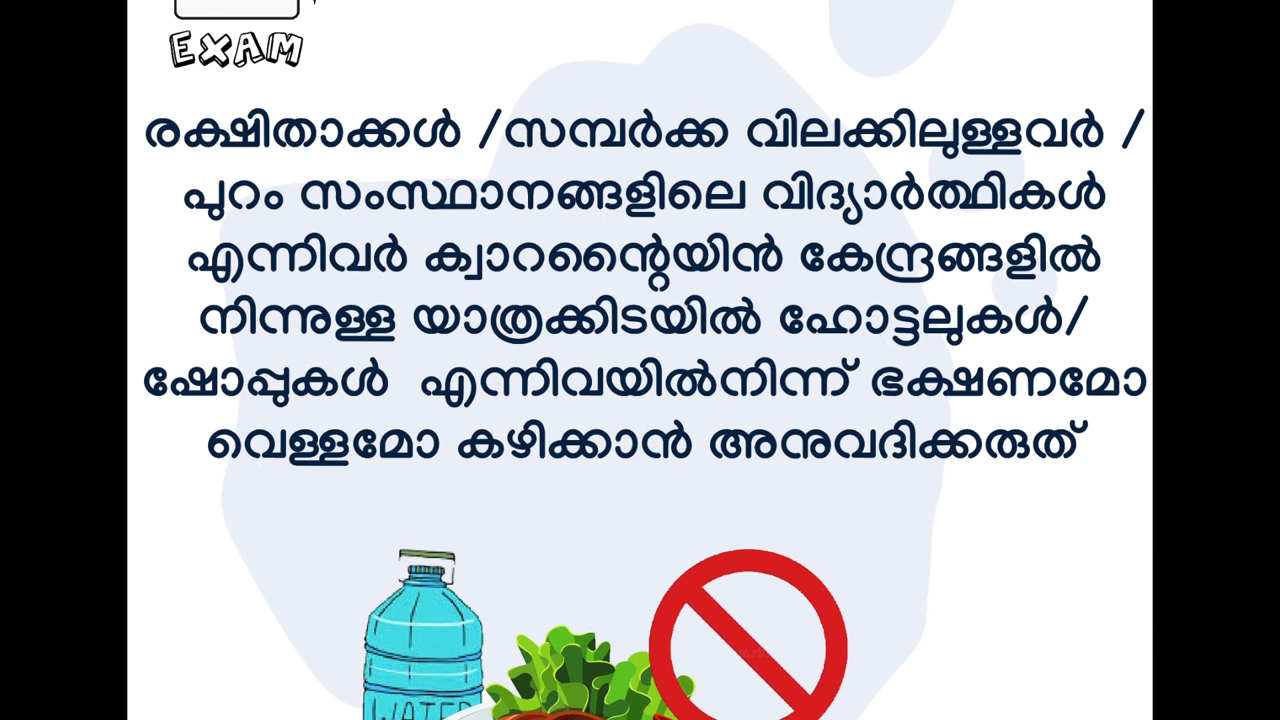 EXAM
രക്ഷിതാക്കൾ /സമ്പർക്ക വിലക്കിലുള്ളവർ /
പുറം സംസ്ഥാനങ്ങളിലെ വിദ്യാർത്ഥികൾ
എന്നിവർ ക്വാറന്റൈയിൻ കേന്ദ്രങ്ങളിൽ
നിന്നുള്ള യാത്രക്കിടയിൽ ഹോട്ടലുകൾ/
ഷോപ്പുകൾ എന്നിവയിൽനിന്ന് ഭക്ഷണമോ
വെള്ളമോ കഴിക്കാൻ അനുവദിക്കരുത്
WATER